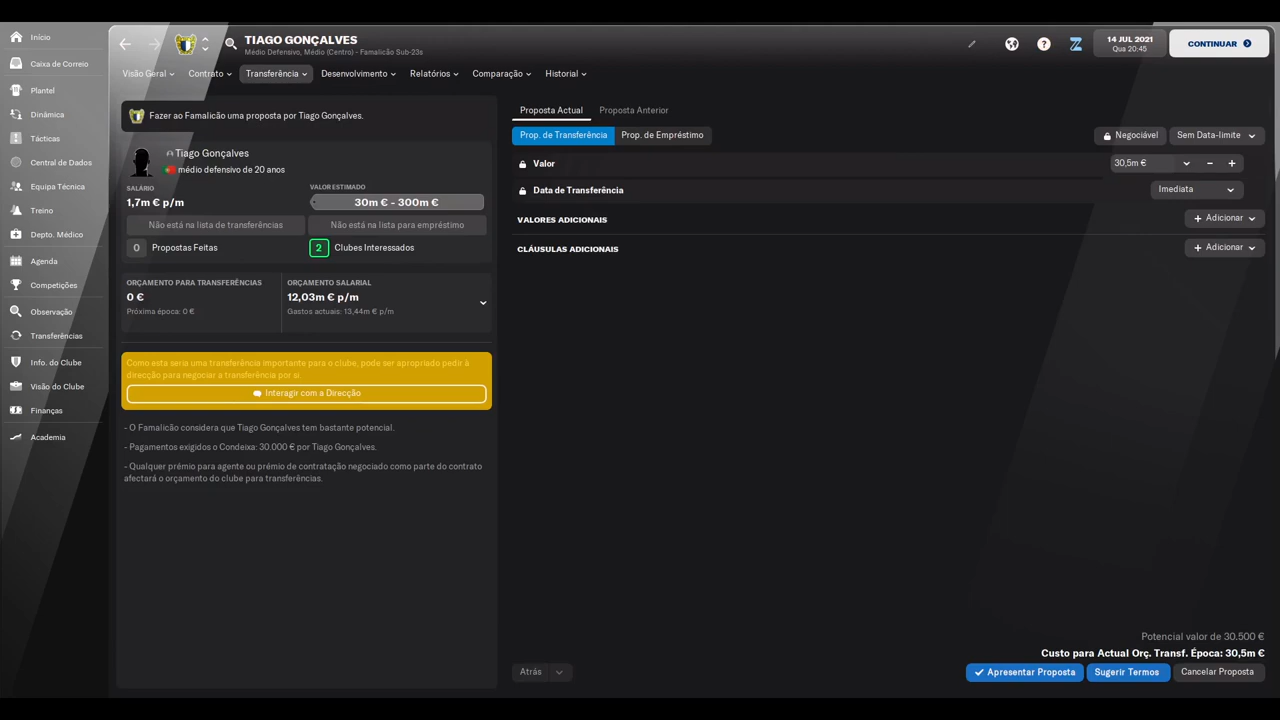 Início
Caixa de Correio
Plantel
Dinâmica
Tácticas
Central de Dados
Equipa Técnica
Treino
Depto. Médico
Agenda
Competições
Observação
Transferências
Info. do Clube
Visão do Clube
Finanças
Academia
TIAGO GONÇALVES
Médio Defensivo, Médio (Centro) - Famalicão Sub-23s
14 JUL 2021
Qua 20:45
CONTINUAR
Visão Geral
Contrato
Transferência
Desenvolvimento
Relatórios
Comparação
Historial
Fazer ao Famalicão uma proposta por Tiago Gonçalves.
Tiago Gonçalves
médio defensivo de 20 anos
SALÁRIO
VALOR ESTIMADO
1,7m € p/m
30m € - 300m €
Não está na lista de transferências
Não está na lista para empréstimo
0 Propostas Feitas
2 Clubes Interessados
ORÇAMENTO PARA TRANSFERÊNCIAS
ORÇAMENTO SALARIAL
0 €
12,03m € p/m
Próxima época: 0 €
Gastos actuais: 13,44m € p/m
Como esta seria uma transferência importante para o clube, pode ser apropriado pedir à
direcção para negociar a transferência por si.
Interagir com a Direcção
- O Famalicão considera que Tiago Gonçalves tem bastante potencial.
- Pagamentos exigidos o Condeixa: 30.000 € por Tiago Gonçalves.
- Qualquer prémio para agente ou prémio de contratação negociado como parte do contrato
afectará o orçamento do clube para transferências.
Proposta Actual
Proposta Anterior
Prop. de Transferência
Prop. de Empréstimo
Negociável
Sem Data-limite
Valor
30,5m €
Data de Transferência
Imediata
VALORES ADICIONAIS
Adicionar
CLÁUSULAS ADICIONAIS
Adicionar
Potencial valor de 30.500 €
Custo para Actual Orç. Transf. Época: 30,5m €
Atrás
Apresentar Proposta
Sugerir Termos
Cancelar Proposta